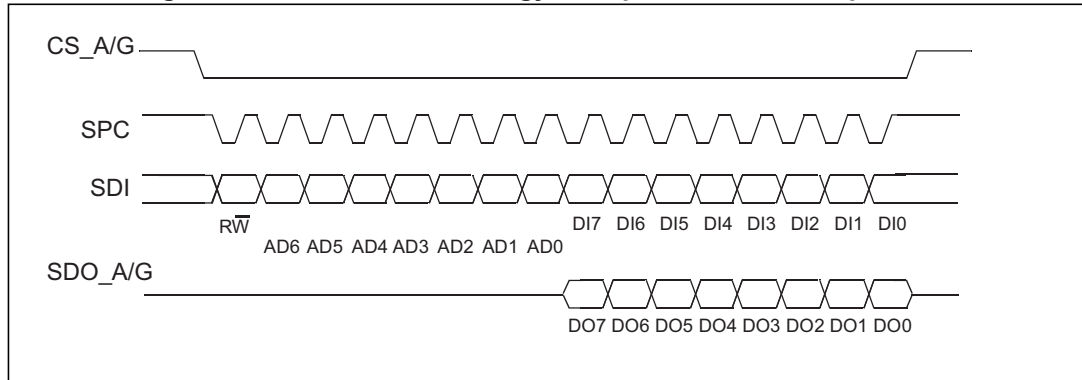 CS_A/G
SPC
SDI
RW̅
DI7 DI6 DI5 DI4 DI3 DI2 DI1 DI0
AD6 AD5 AD4 AD3 AD2 AD1 AD0
SDO_A/G
DO7 DO6 DO5 DO4 DO3 DO2 DO1 DO0